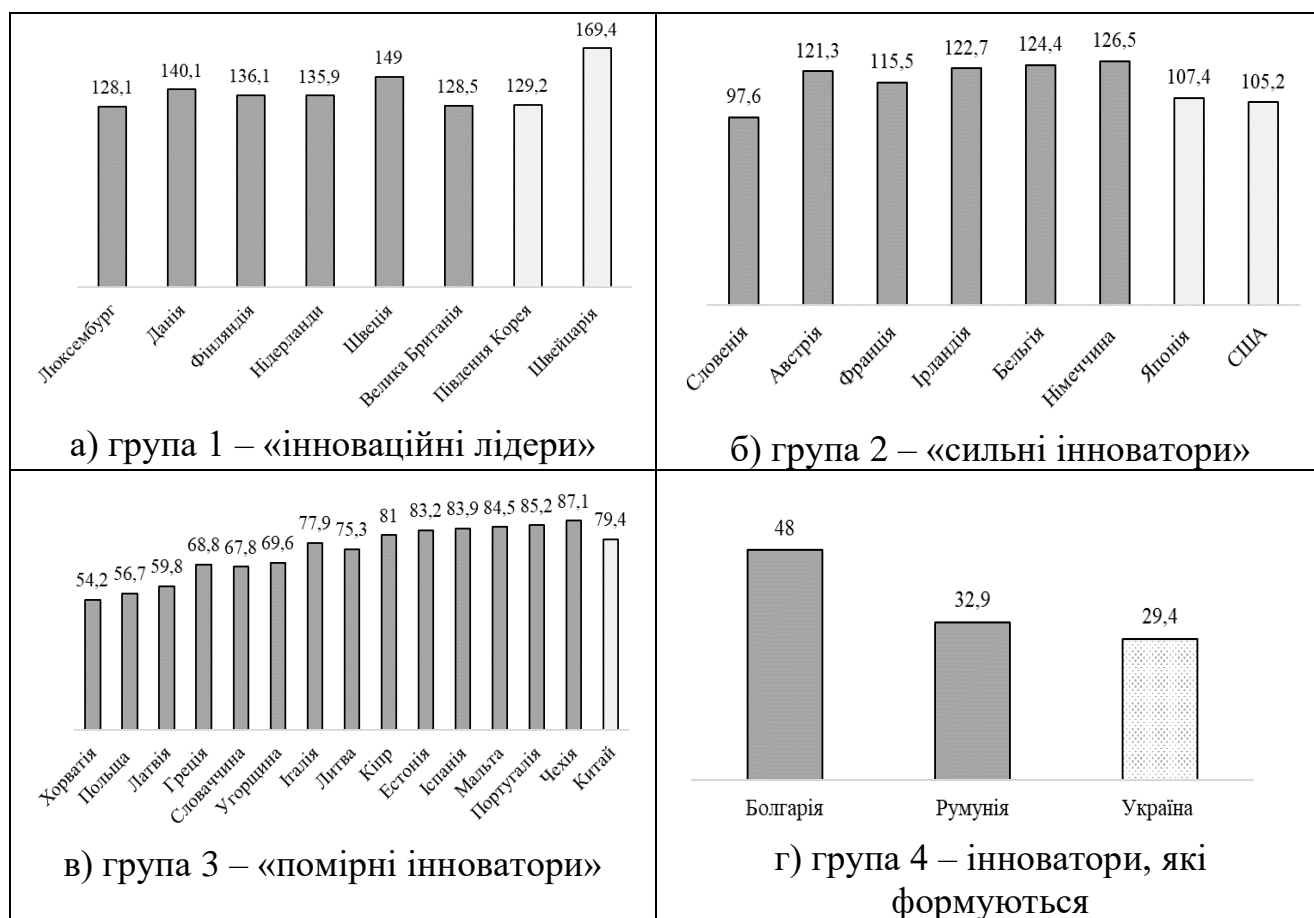 128,1 140,1 136,1 135,9 149 128,5 129,2 169,4
Люксембург Данія Фінляндія Нідерланди Швеція Велика Британія Південна Корея Швейцарія
а) група 1 – «інноваційні лідери»
97,6 121,3 115,5 122,7 124,4 126,5 107,4 105,2
Словенія Австрія Франція Ірландія Бельгія Німеччина Японія США
б) група 2 – «сильні інноватори»
54,2 56,7 59,8 68,8 67,8 69,6 77,9 75,3 81 83,2 83,9 84,5 85,2 87,1 79,4
Хорватія Польща Латвія Греція Словаччина Угорщина Італія Литва Кіпр Естонія Іспанія Мальта Португалія Чехія Китай
в) група 3 – «помірні інноватори»
48 32,9 29,4
Болгарія Румунія Україна
г) група 4 – інноватори, які
формуються